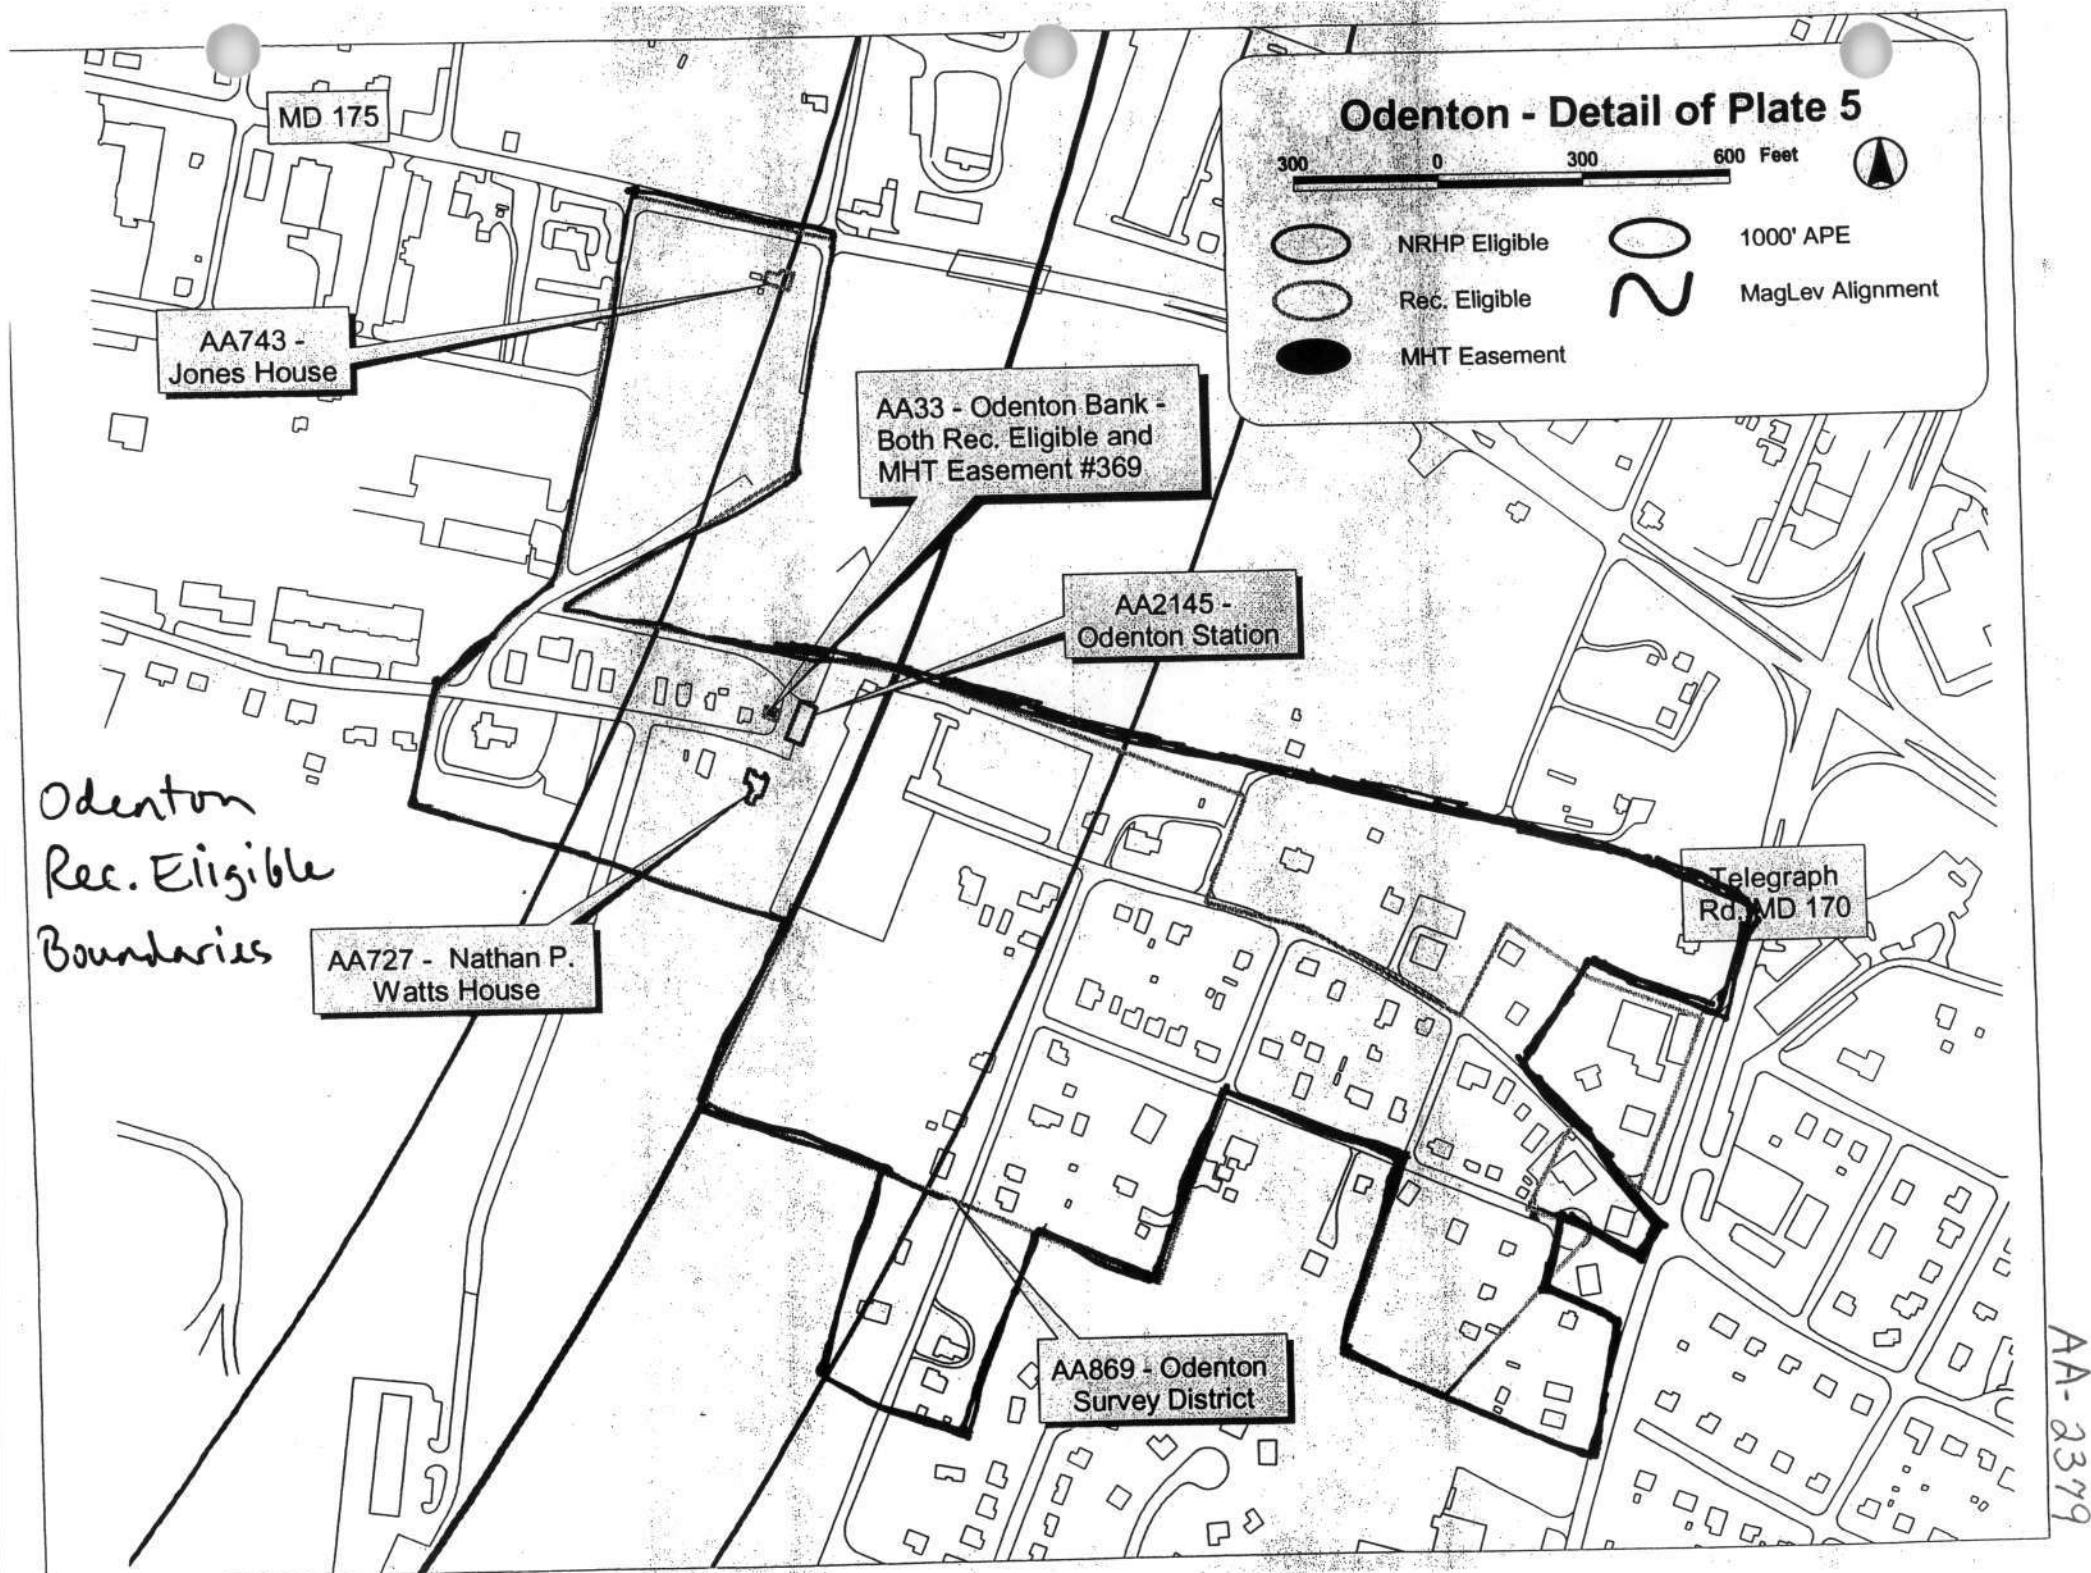 MD 175
Odenton - Detail of Plate 5
300 0 300 600 Feet
NRHP Eligible
1000' APE
Rec. Eligible
MagLev Alignment
MHT Easement
AA743 -
Jones House
AA33 - Odenton Bank -
Both Rec. Eligible and
MHT Easement #369
AA2145 -
Odenton Station
Odenton
Rec. Eligible
Boundaries
Telegraph
Rd. MD 170
AA727 - Nathan P.
Watts House
AA869 - Odenton
Survey District
AA-2379